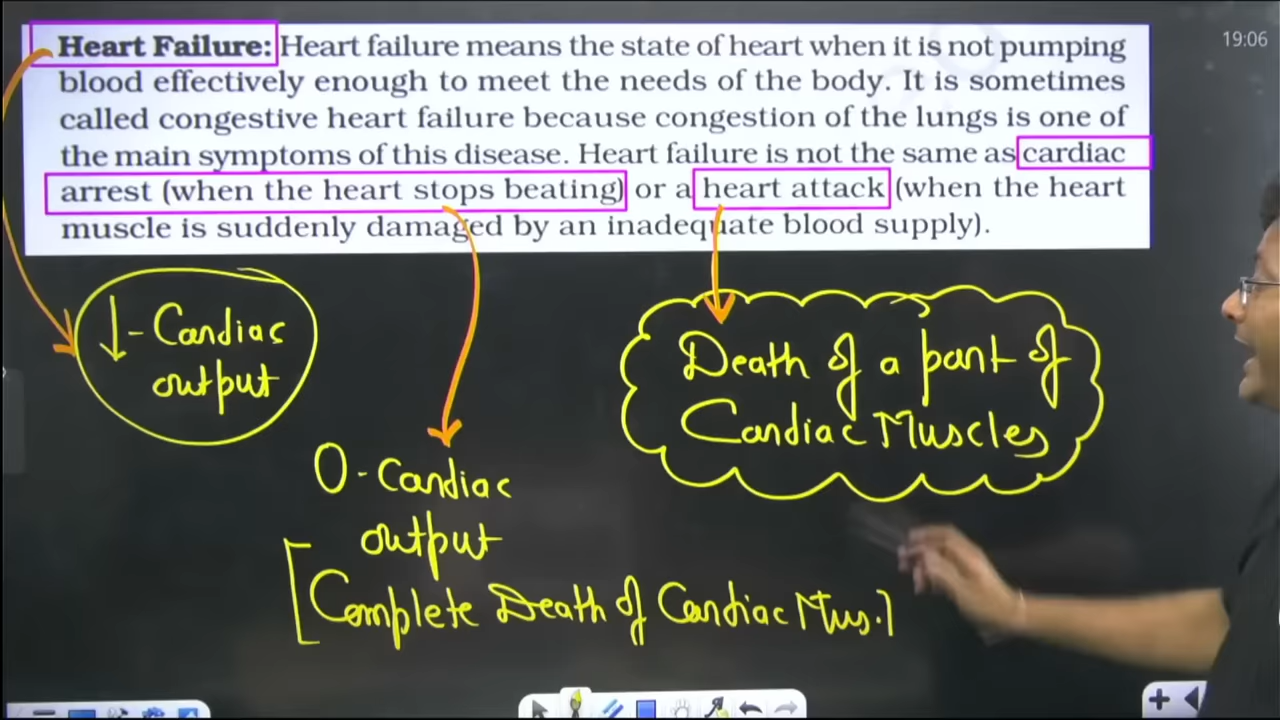 Heart Failure: Heart failure means the state of heart when it is not pumping
blood effectively enough to meet the needs of the body. It is sometimes
called congestive heart failure because congestion of the lungs is one of
the main symptoms of this disease. Heart failure is not the same as cardiac
arrest (when the heart stops beating) or a heart attack (when the heart
muscle is suddenly damaged by an inadequate blood supply).
19:06
↓- Cardiac
output
Death of a part of
Cardiac Muscles
0-Cardiac
output
[Complete Death of Cardiac Mus.]